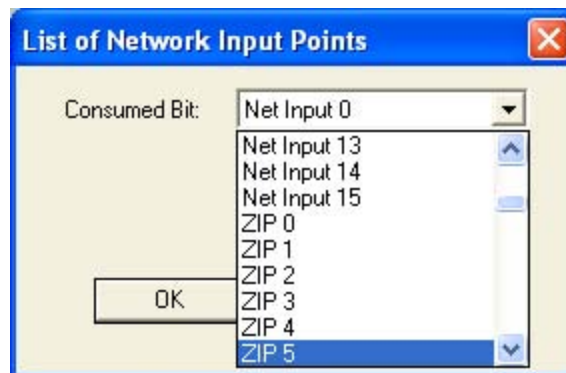 List of Network Input Points
Consumed Bit: Net Input 0
Net Input 13
Net Input 14
Net Input 15
ZIP 0
ZIP 1
ZIP 2
ZIP 3
OK
ZIP 4
ZIP 5